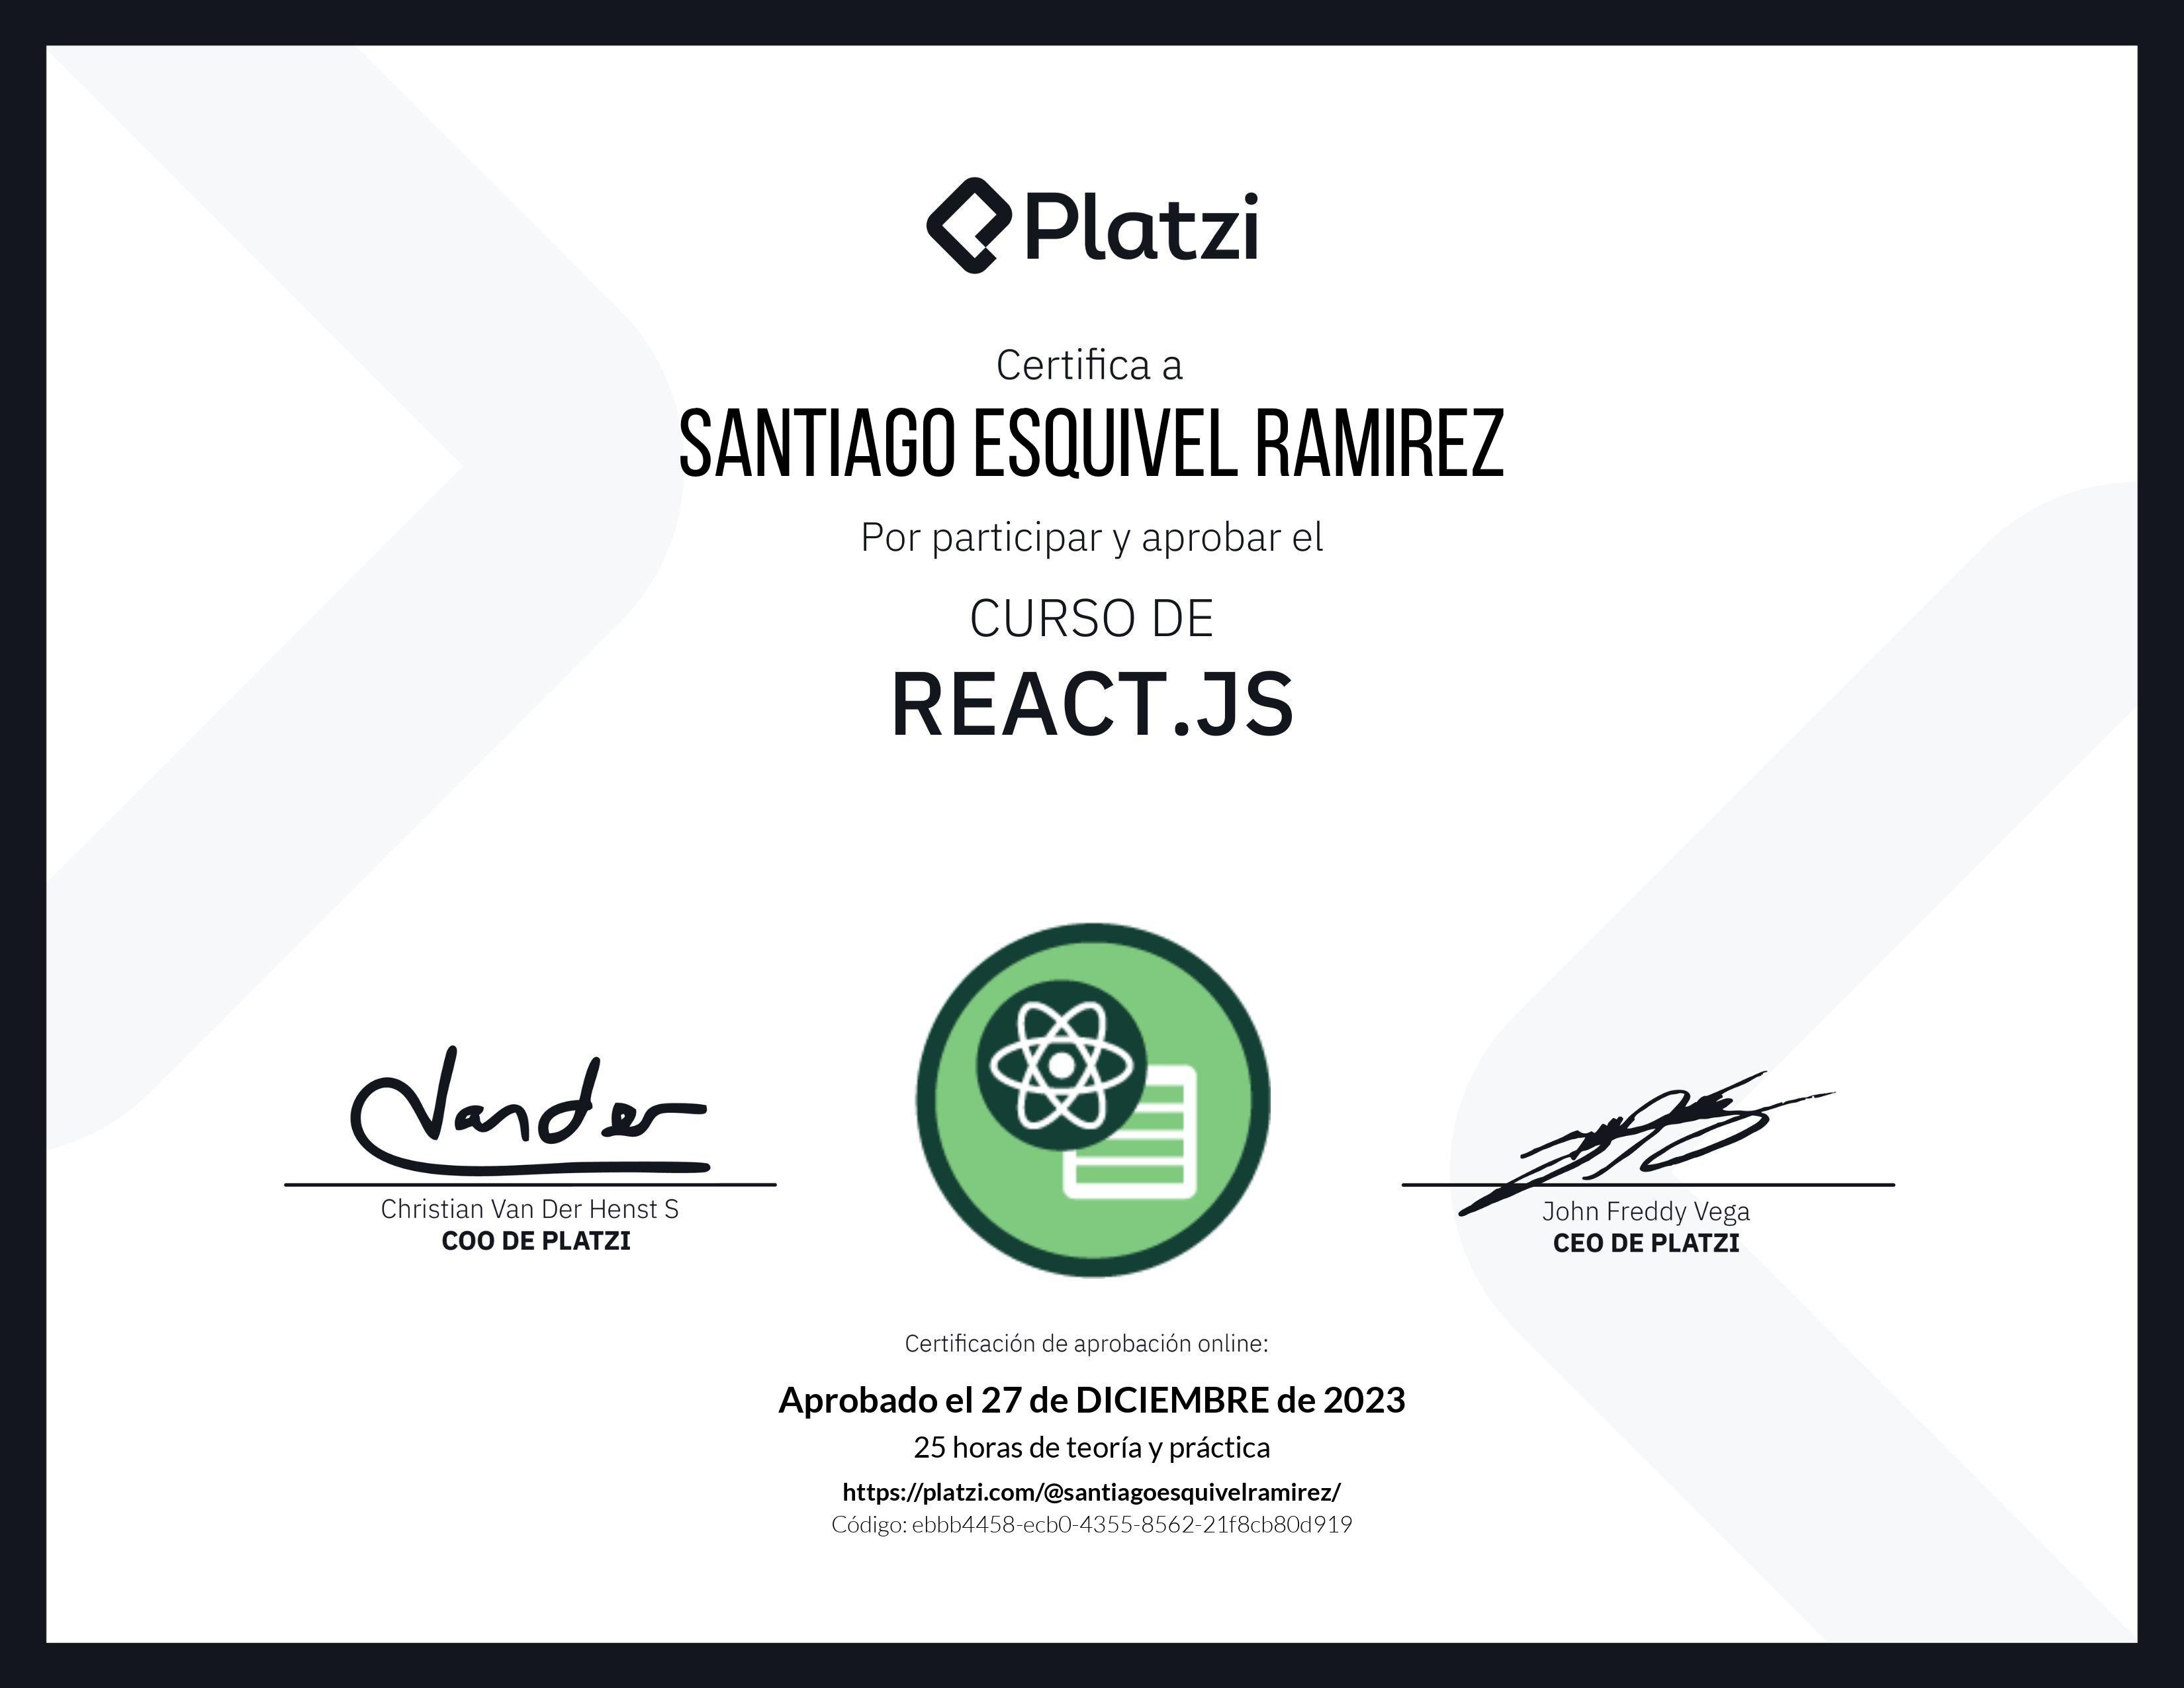 Platzi
Certifica a
SANTIAGO ESQUIVEL RAMIREZ
Por participar y aprobar el
CURSO DE
REACT.JS
Vander
Christian Van Der Henst S
COO DE PLATZI
John Freddy Vega
CEO DE PLATZI
Certificación de aprobación online:
Aprobado el 27 de DICIEMBRE de 2023
25 horas de teoría y práctica
https://platzi.com/@santiagoesquivelramirez/
Código: ebbb4458-ecb0-4355-8562-21f8cb80d919